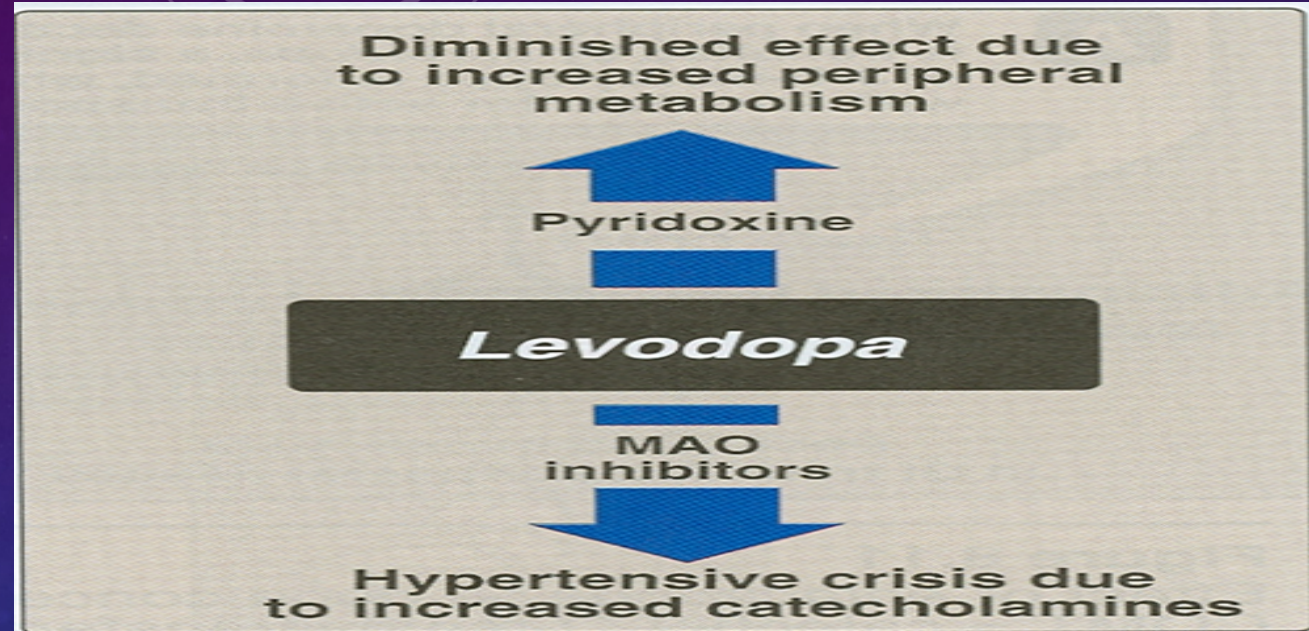 Diminished effect due
to increased peripheral
metabolism
Pyridoxine
Levodopa
MAO
inhibitors
Hypertensive crisis due
to increased catecholamines